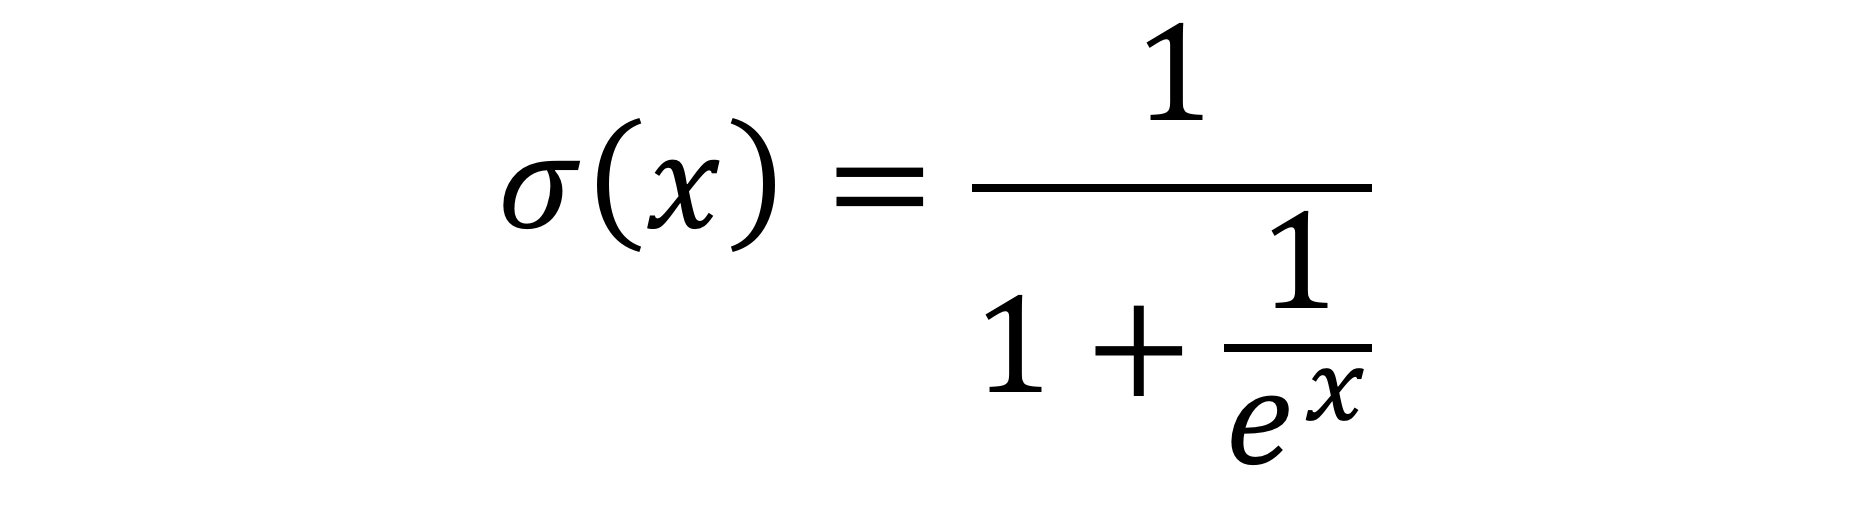 σ(x) = 1 / (1 + 1 / e^x)